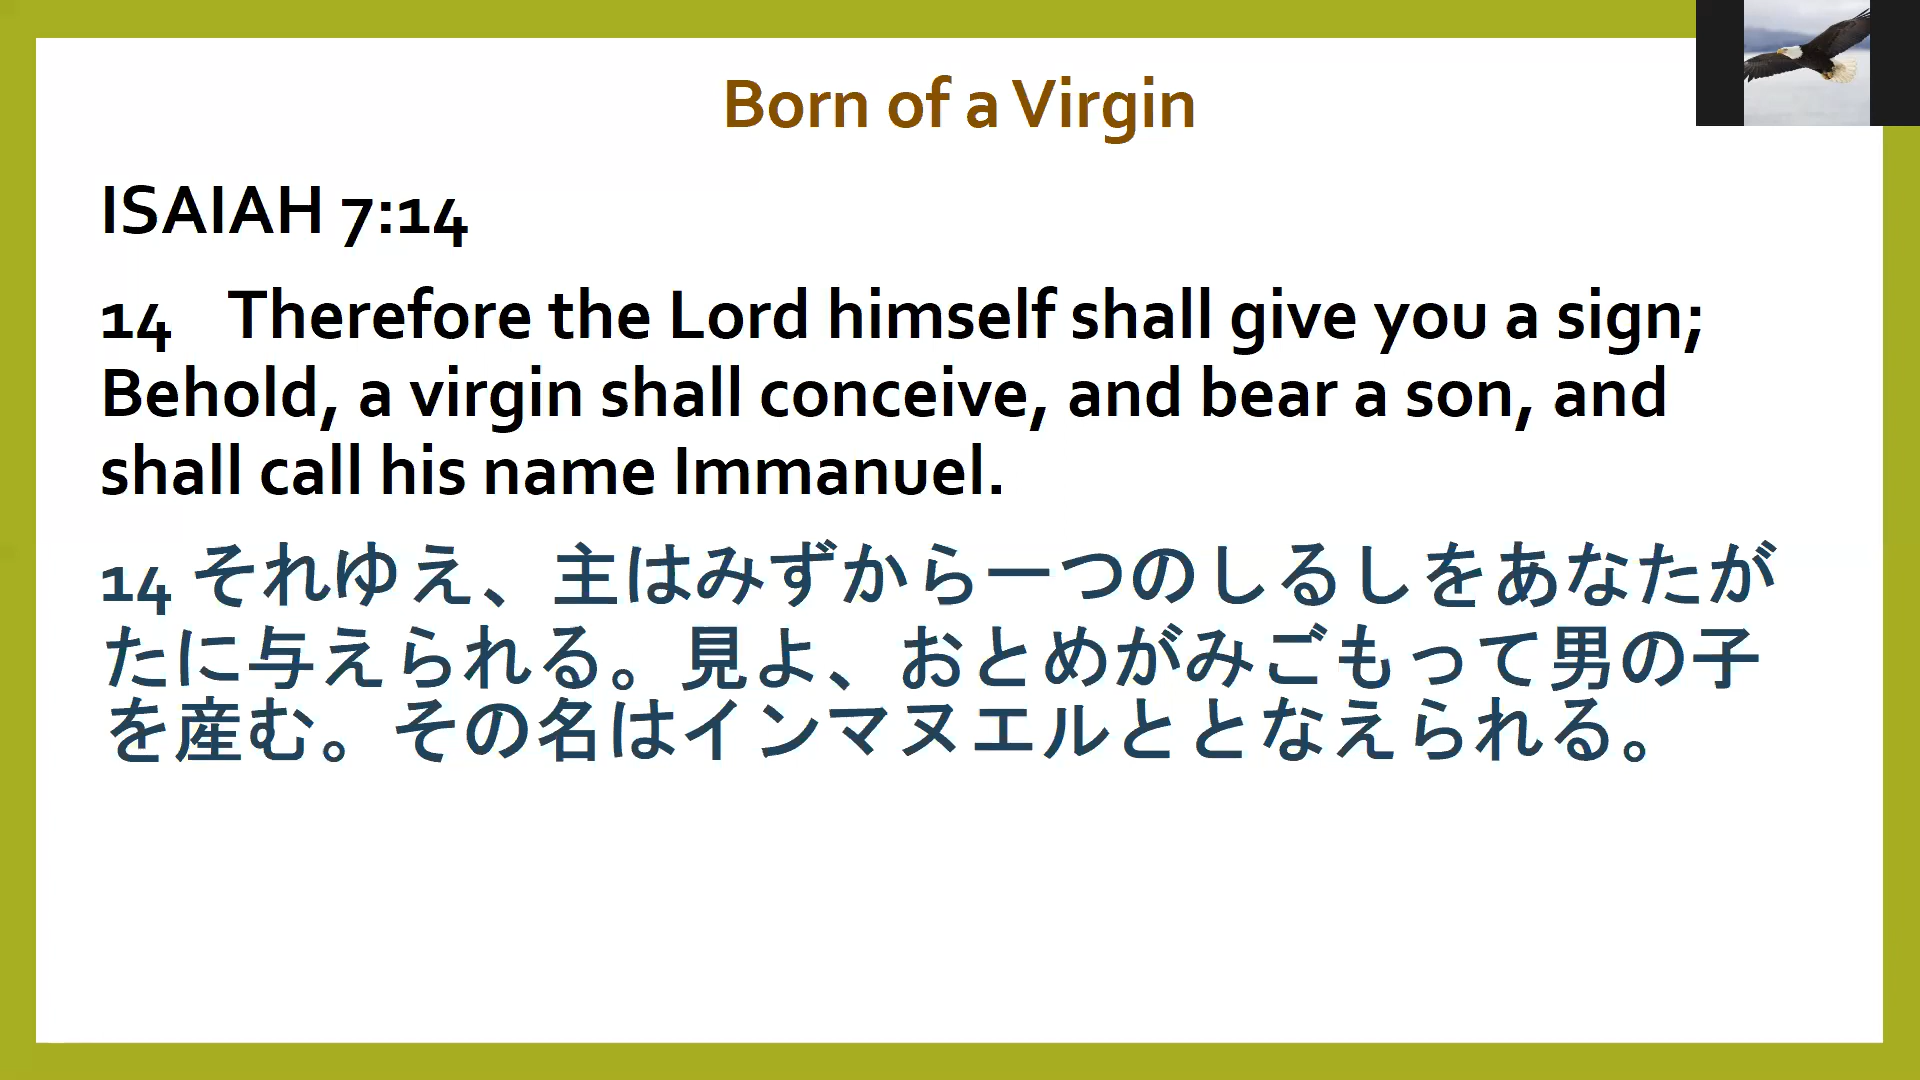 Born of a Virgin
ISAIAH 7:14
14 Therefore the Lord himself shall give you a sign;
Behold, a virgin shall conceive, and bear a son, and
shall call his name Immanuel.
14 それゆえ、主はみずから一つのしるしをあなたが
たに与えられる。見よ、おとめがみごもって男の子
を産む。その名はインマヌエルととなえられる。